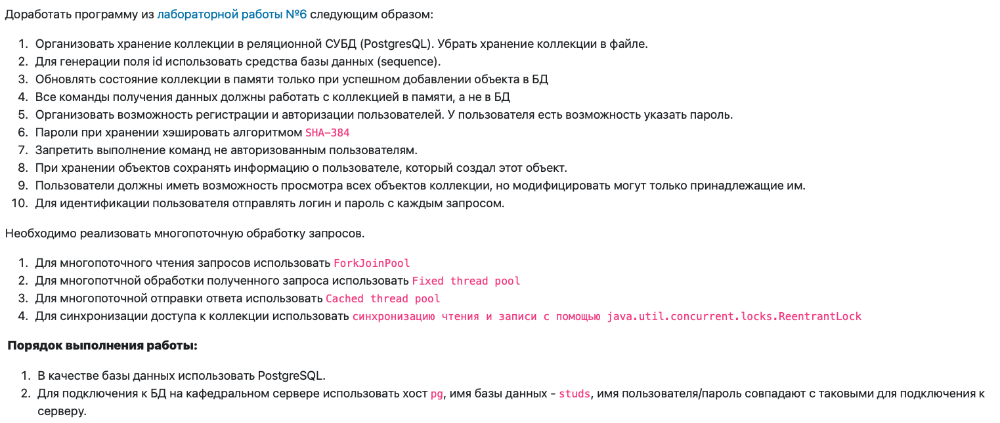 Доработать программу из лабораторной работы №6 следующим образом:
1. Организовать хранение коллекции в реляционной СУБД (PostgresQL). Убрать хранение коллекции в файле.
2. Для генерации поля id использовать средства базы данных (sequence).
3. Обновлять состояние коллекции в памяти только при успешном добавлении объекта в БД
4. Все команды получения данных должны работать с коллекцией в памяти, а не в БД
5. Организовать возможность регистрации и авторизации пользователей. У пользователя есть возможность указать пароль.
6. Пароли при хранении хэшировать алгоритмом SHA-384
7. Запретить выполнение команд не авторизованным пользователям.
8. При хранении объектов сохранять информацию о пользователе, который создал этот объект.
9. Пользователи должны иметь возможность просмотра всех объектов коллекции, но модифицировать могут только принадлежащие им.
10. Для идентификации пользователя отправлять логин и пароль с каждым запросом.
Необходимо реализовать многопоточную обработку запросов.
1. Для многопоточного чтения запросов использовать ForkJoinPool
2. Для многопотчной обработки полученного запроса использовать Fixed thread pool
3. Для многопоточной отправки ответа использовать Cached thread pool
4. Для синхронизации доступа к коллекции использовать синхронизацию чтения и записи с помощью java.util.concurrent.locks.ReentrantLock
Порядок выполнения работы:
1. В качестве базы данных использовать PostgreSQL.
2. Для подключения к БД на кафедральном сервере использовать хост pg, имя базы данных - studs, имя пользователя/пароль совпадают с таковыми для подключения к
серверу.